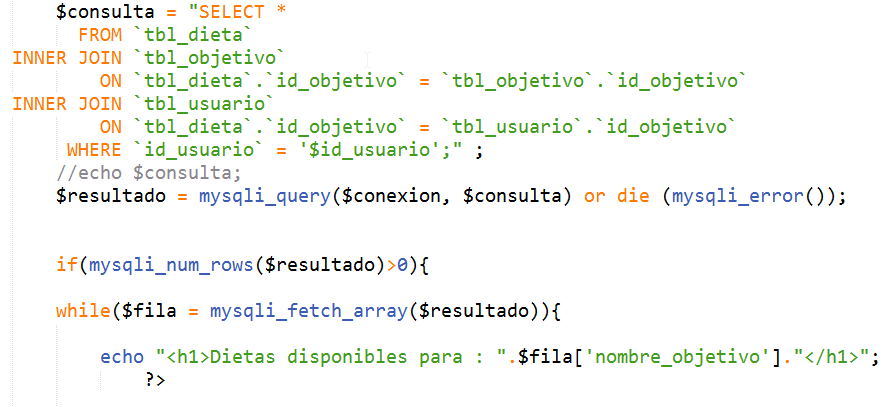 $consulta = "SELECT *
FROM `tbl_dieta`
INNER JOIN `tbl_objetivo`
ON `tbl_dieta`.`id_objetivo` = `tbl_objetivo`.`id_objetivo`
INNER JOIN `tbl_usuario`
ON `tbl_dieta`.`id_objetivo` = `tbl_usuario`.`id_objetivo`
WHERE `id_usuario` = '$id_usuario';" ;
//echo $consulta;
$resultado = mysqli_query($conexion, $consulta) or die (mysqli_error());
if(mysqli_num_rows($resultado)>0){
while($fila = mysqli_fetch_array($resultado)){
echo "<h1>Dietas disponibles para : ".$fila['nombre_objetivo']."</h1>";
?>